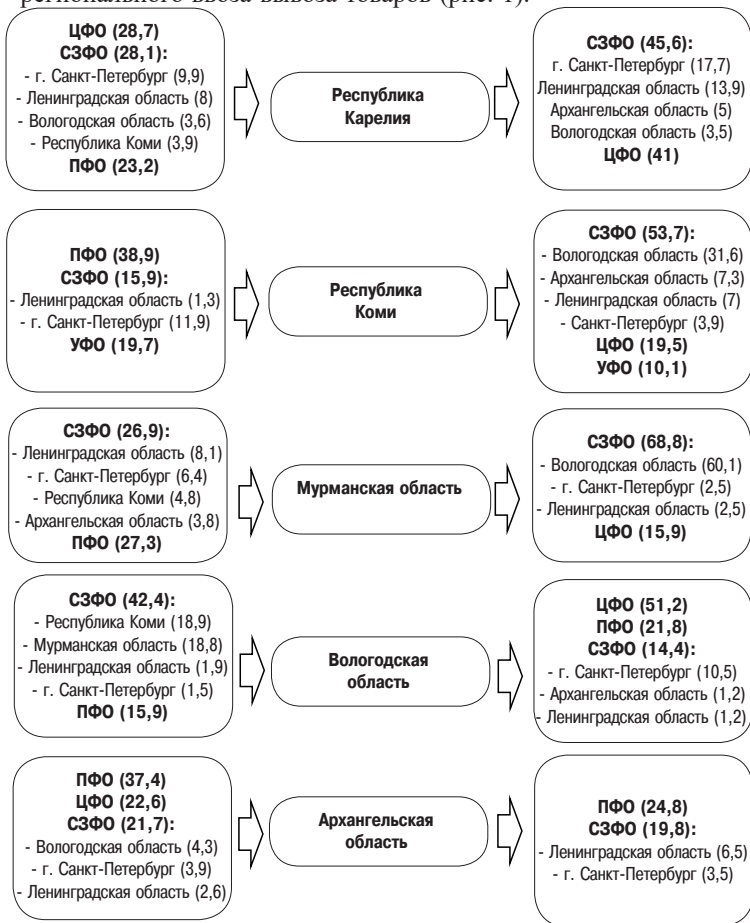 регионального ввоза-вывоза товаров (рис. 1).
ЦФО (28,7)
СЗФО (28,1):
- г. Санкт-Петербург (9,9)
- Ленинградская область (8)
- Вологодская область (3,6)
- Республика Коми (3,9)
ПФО (23,2)
Республика
Карелия
СЗФО (45,6):
г. Санкт-Петербург (17,7)
Ленинградская область (13,9)
Архангельская область (5)
Вологодская область (3,5)
ЦФО (41)
ПФО (38,9)
СЗФО (15,9):
- Ленинградская область (1,3)
- г. Санкт-Петербург (11,9)
УФО (19,7)
Республика
Коми
СЗФО (53,7):
- Вологодская область (31,6)
- Архангельская область (7,3)
- Ленинградская область (7)
- Санкт-Петербург (3,9)
ЦФО (19,5)
УФО (10,1)
СЗФО (26,9):
- Ленинградская область (8,1)
- г. Санкт-Петербург (6,4)
- Республика Коми (4,8)
- Архангельская область (3,8)
ПФО (27,3)
Мурманская область
СЗФО (68,8):
- Вологодская область (60,1)
- г. Санкт-Петербург (2,5)
- Ленинградская область (2,5)
ЦФО (15,9)
СЗФО (42,4):
- Республика Коми (18,9)
- Мурманская область (18,8)
- Ленинградская область (1,9)
- г. Санкт-Петербург (1,5)
ПФО (15,9)
Вологодская
область
ЦФО (51,2)
ПФО (21,8)
СЗФО (14,4):
- г. Санкт-Петербург (10,5)
- Архангельская область (1,2)
- Ленинградская область (1,2)
ПФО (37,4)
ЦФО (22,6)
СЗФО (21,7):
- Вологодская область (4,3)
- г. Санкт-Петербург (3,9)
- Ленинградская область (2,6)
Архангельская
область
ПФО (24,8)
СЗФО (19,8):
- Ленинградская область (6,5)
- г. Санкт-Петербург (3,5)